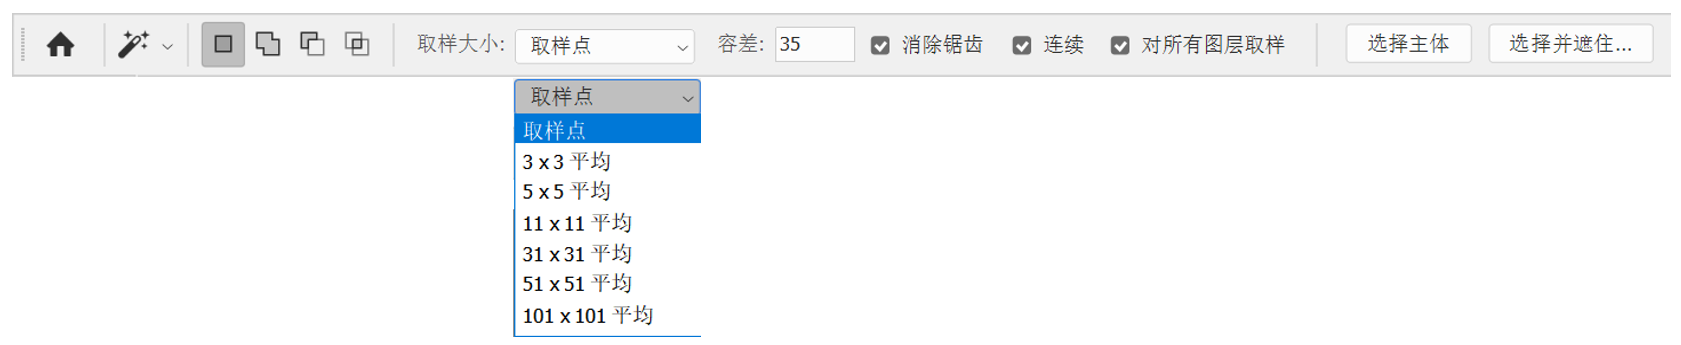 取样大小: 取样点 容差: 35 消除锯齿 连续 对所有图层取样 选择主体 选择并遮住...
取样点
取样点
3 x 3 平均
5 x 5 平均
11 x 11 平均
31 x 31 平均
51 x 51 平均
101 x 101 平均